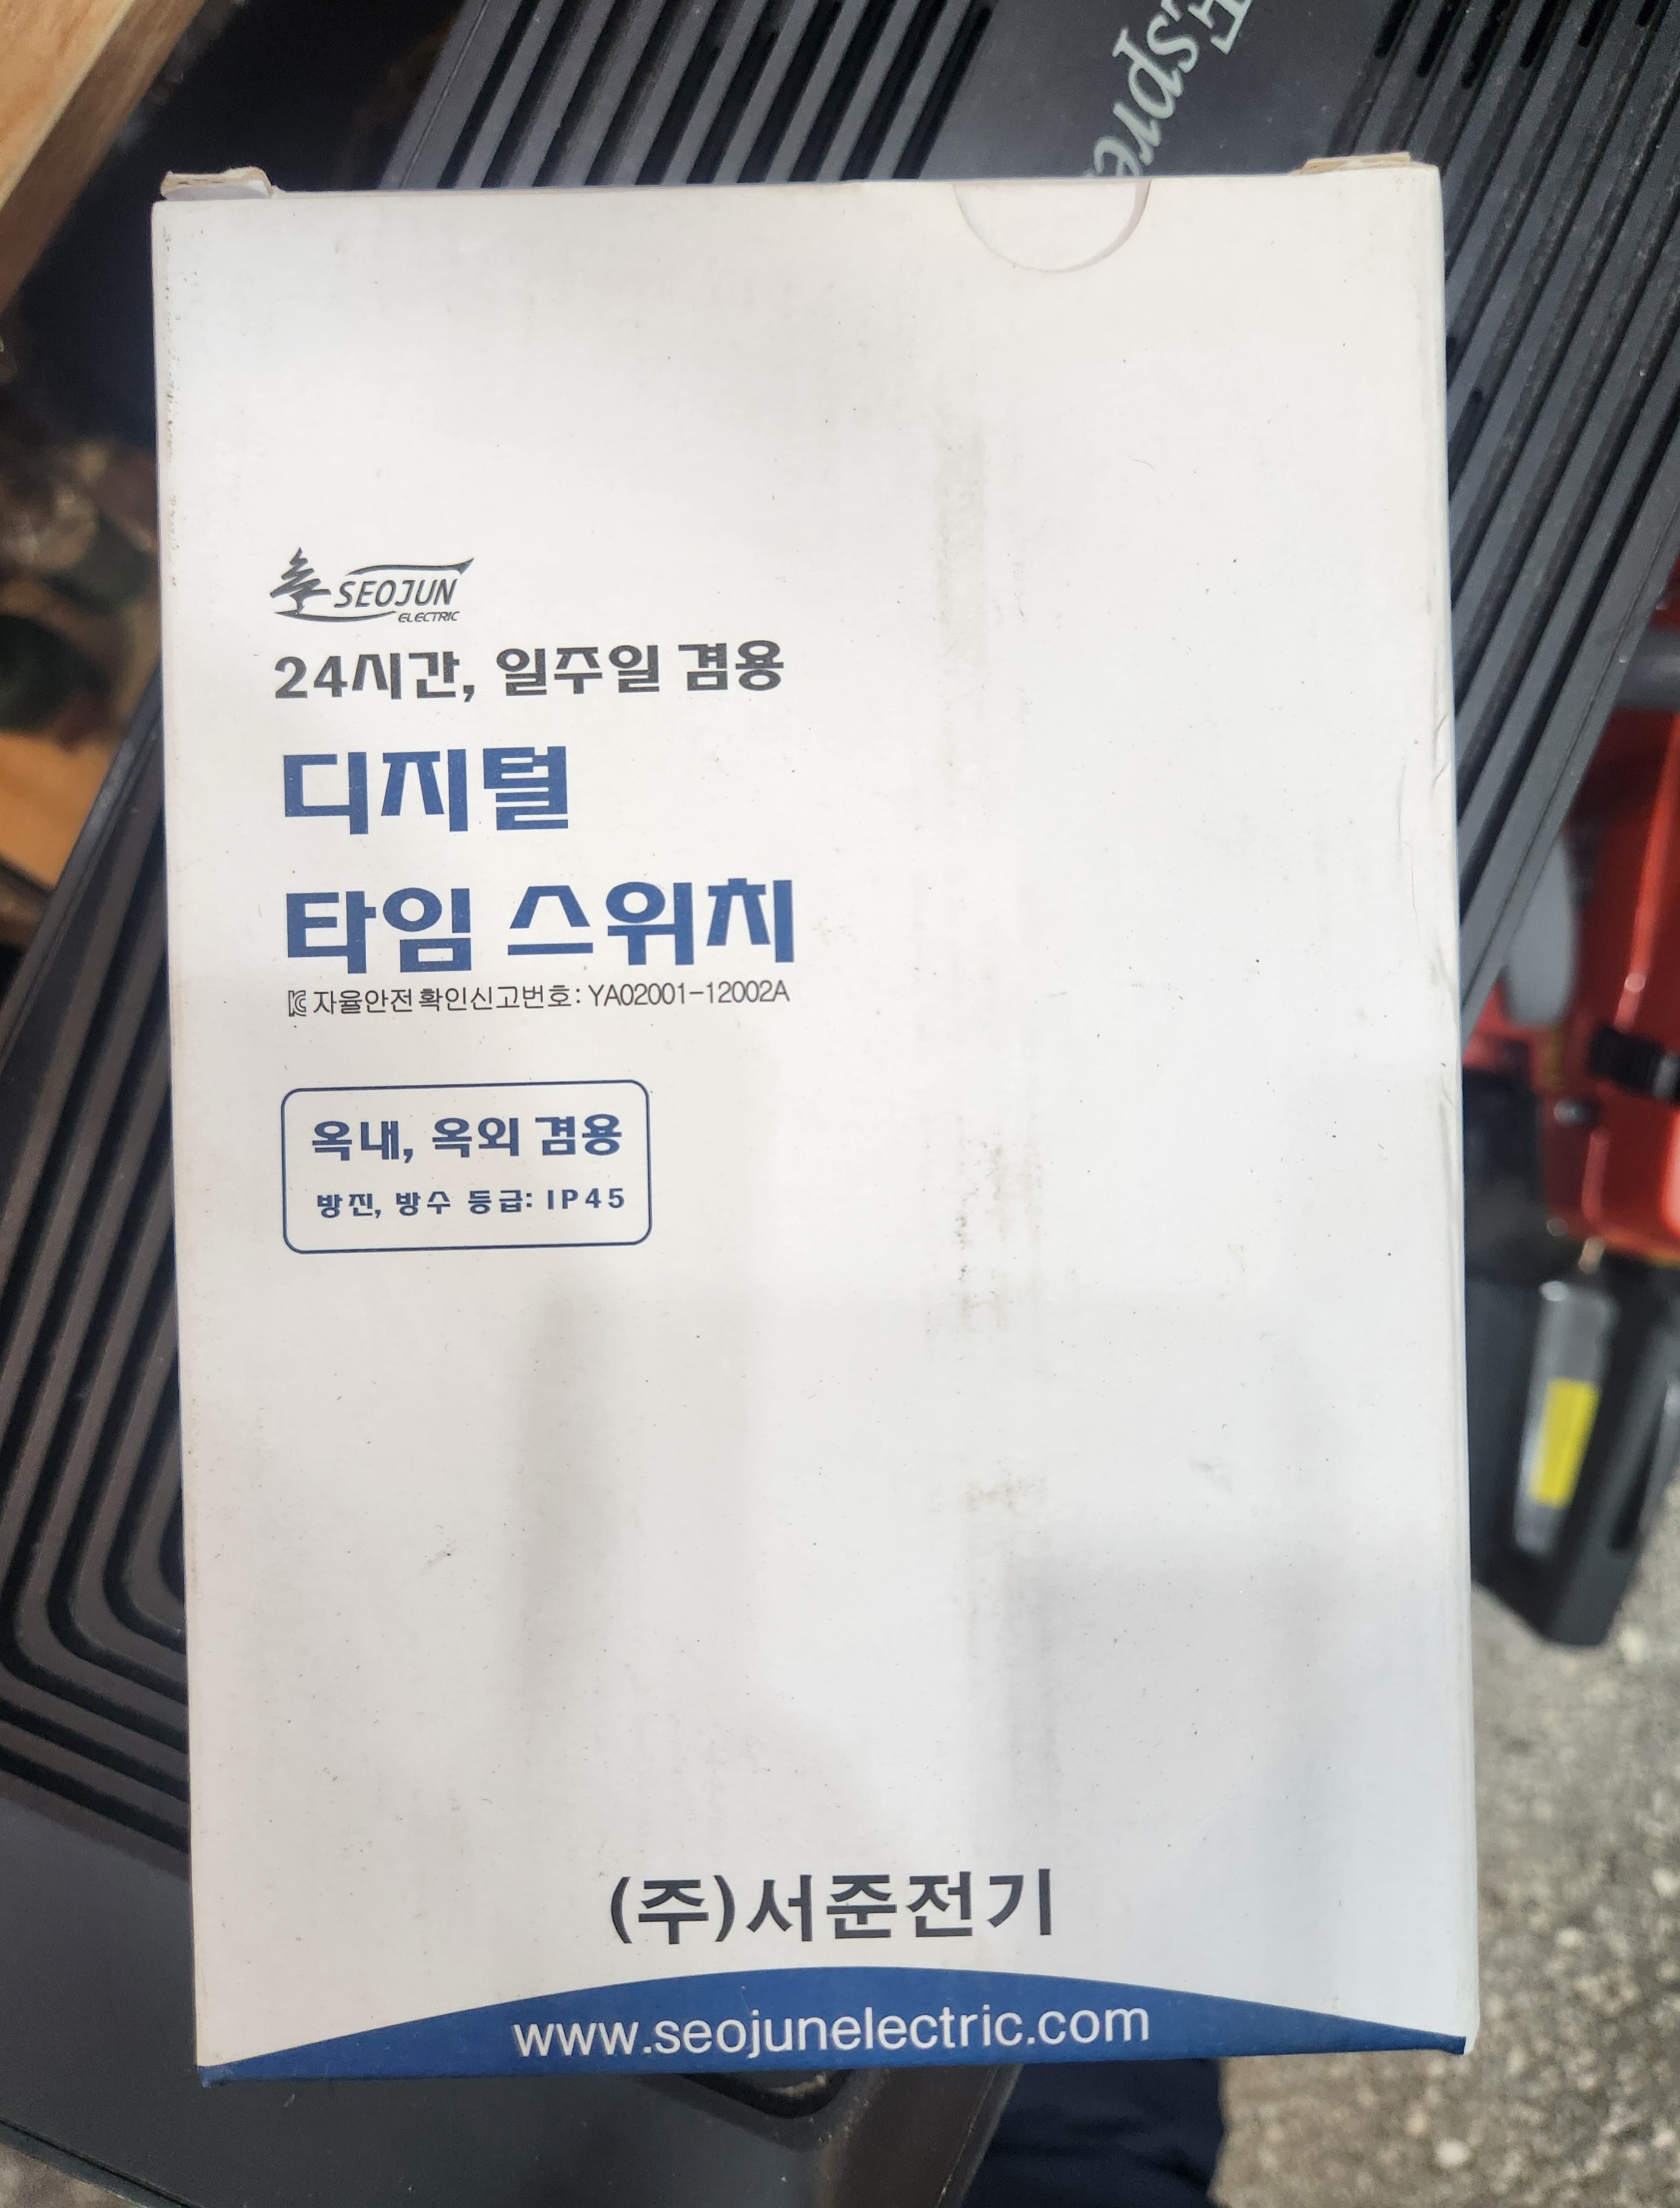 Espre
SEOJUN
ELECTRIC
24시간, 일주일 겸용
디지털
타임 스위치
자율안전확인신고번호: YA02001-12002A
옥내, 옥외 겸용
방진, 방수 등급: IP45
(주)서준전기
www.seojunelectric.com